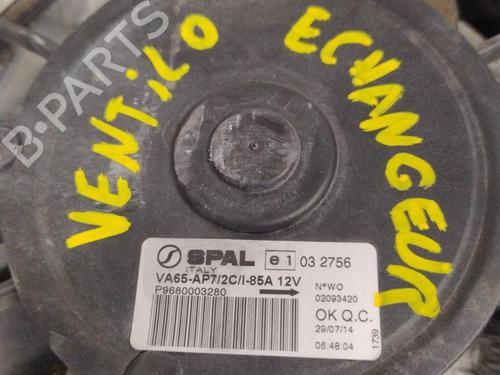 VENTILO
ECHANGEUR
B-PARTS
SPAL
ITALY
e1 03 2756
VA65-AP7/2C/I-85A 12V
P9680003280
N°WO
02093420
OK Q.C.
29/07/14
06:48:04
1739